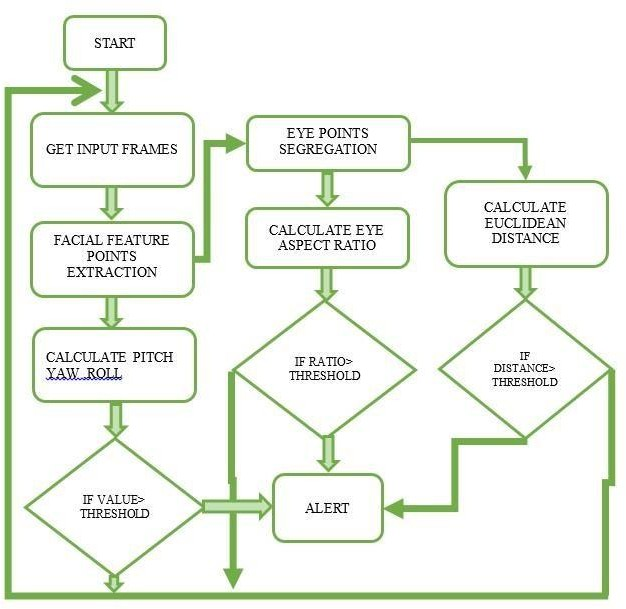 START
GET INPUT FRAMES
FACIAL FEATURE
POINTS
EXTRACTION
CALCULATE PITCH
YAW ,ROLL
IF VALUE>
THRESHOLD
EYE POINTS
SEGREGATION
CALCULATE EYE
ASPECT RATIO
IF RATIO>
THRESHOLD
ALERT
CALCULATE
EUCLIDEAN
DISTANCE
IF
DISTANCE>
THRESHOLD